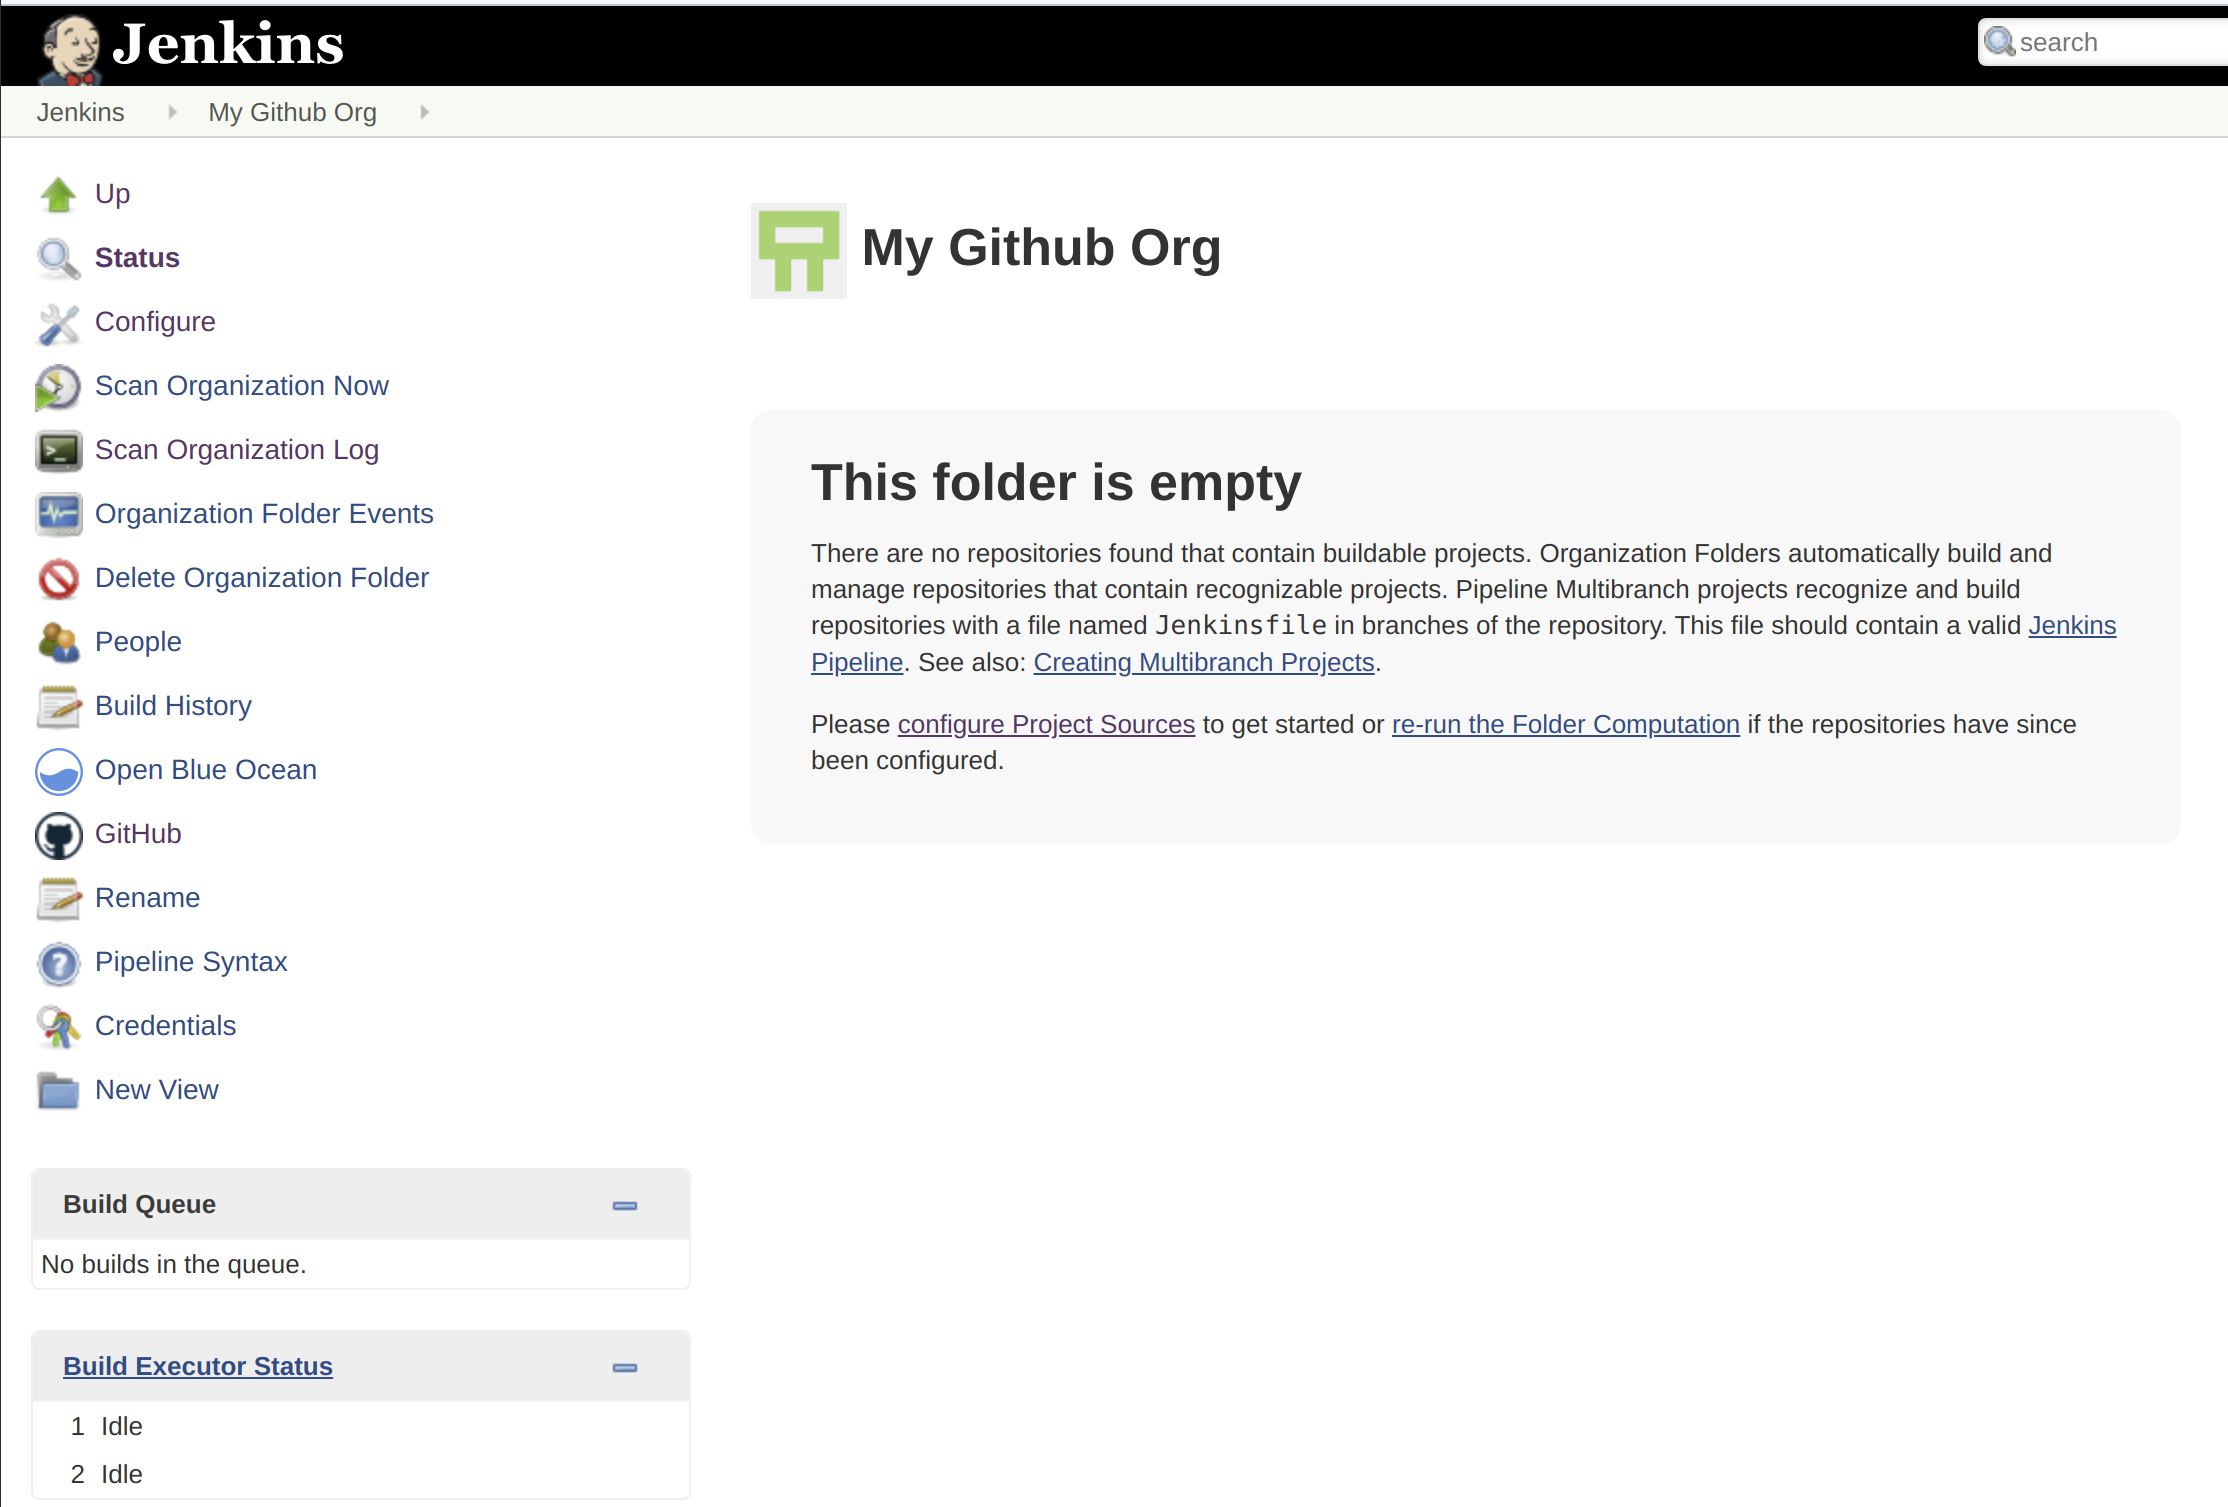 Jenkins
search
Jenkins
My Github Org
Up
Status
Configure
Scan Organization Now
Scan Organization Log
Organization Folder Events
Delete Organization Folder
People
Build History
Open Blue Ocean
GitHub
Rename
Pipeline Syntax
Credentials
New View
Build Queue
No builds in the queue.
Build Executor Status
1 Idle
2 Idle
My Github Org
This folder is empty
There are no repositories found that contain buildable projects. Organization Folders automatically build and
manage repositories that contain recognizable projects. Pipeline Multibranch projects recognize and build
repositories with a file named Jenkinsfile in branches of the repository. This file should contain a valid Jenkins
Pipeline. See also: Creating Multibranch Projects.
Please configure Project Sources to get started or re-run the Folder Computation if the repositories have since
been configured.